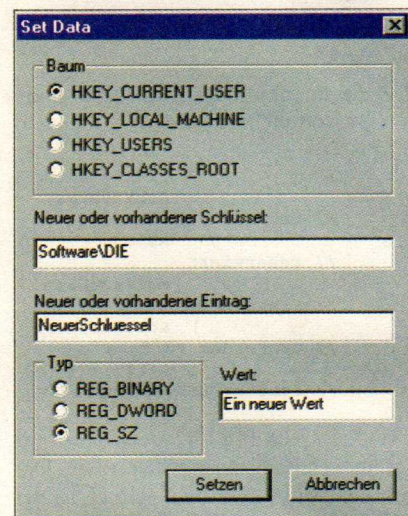 Set Data
Baum
HKEY_CURRENT_USER
HKEY_LOCAL_MACHINE
HKEY_USERS
HKEY_CLASSES_ROOT
Neuer oder vorhandener Schlüssel:
Software\DIE
Neuer oder vorhandener Eintrag:
NeuerSchluessel
Typ
REG_BINARY
REG_DWORD
REG_SZ
Wert:
Ein neuer Wert
Setzen
Abbrechen